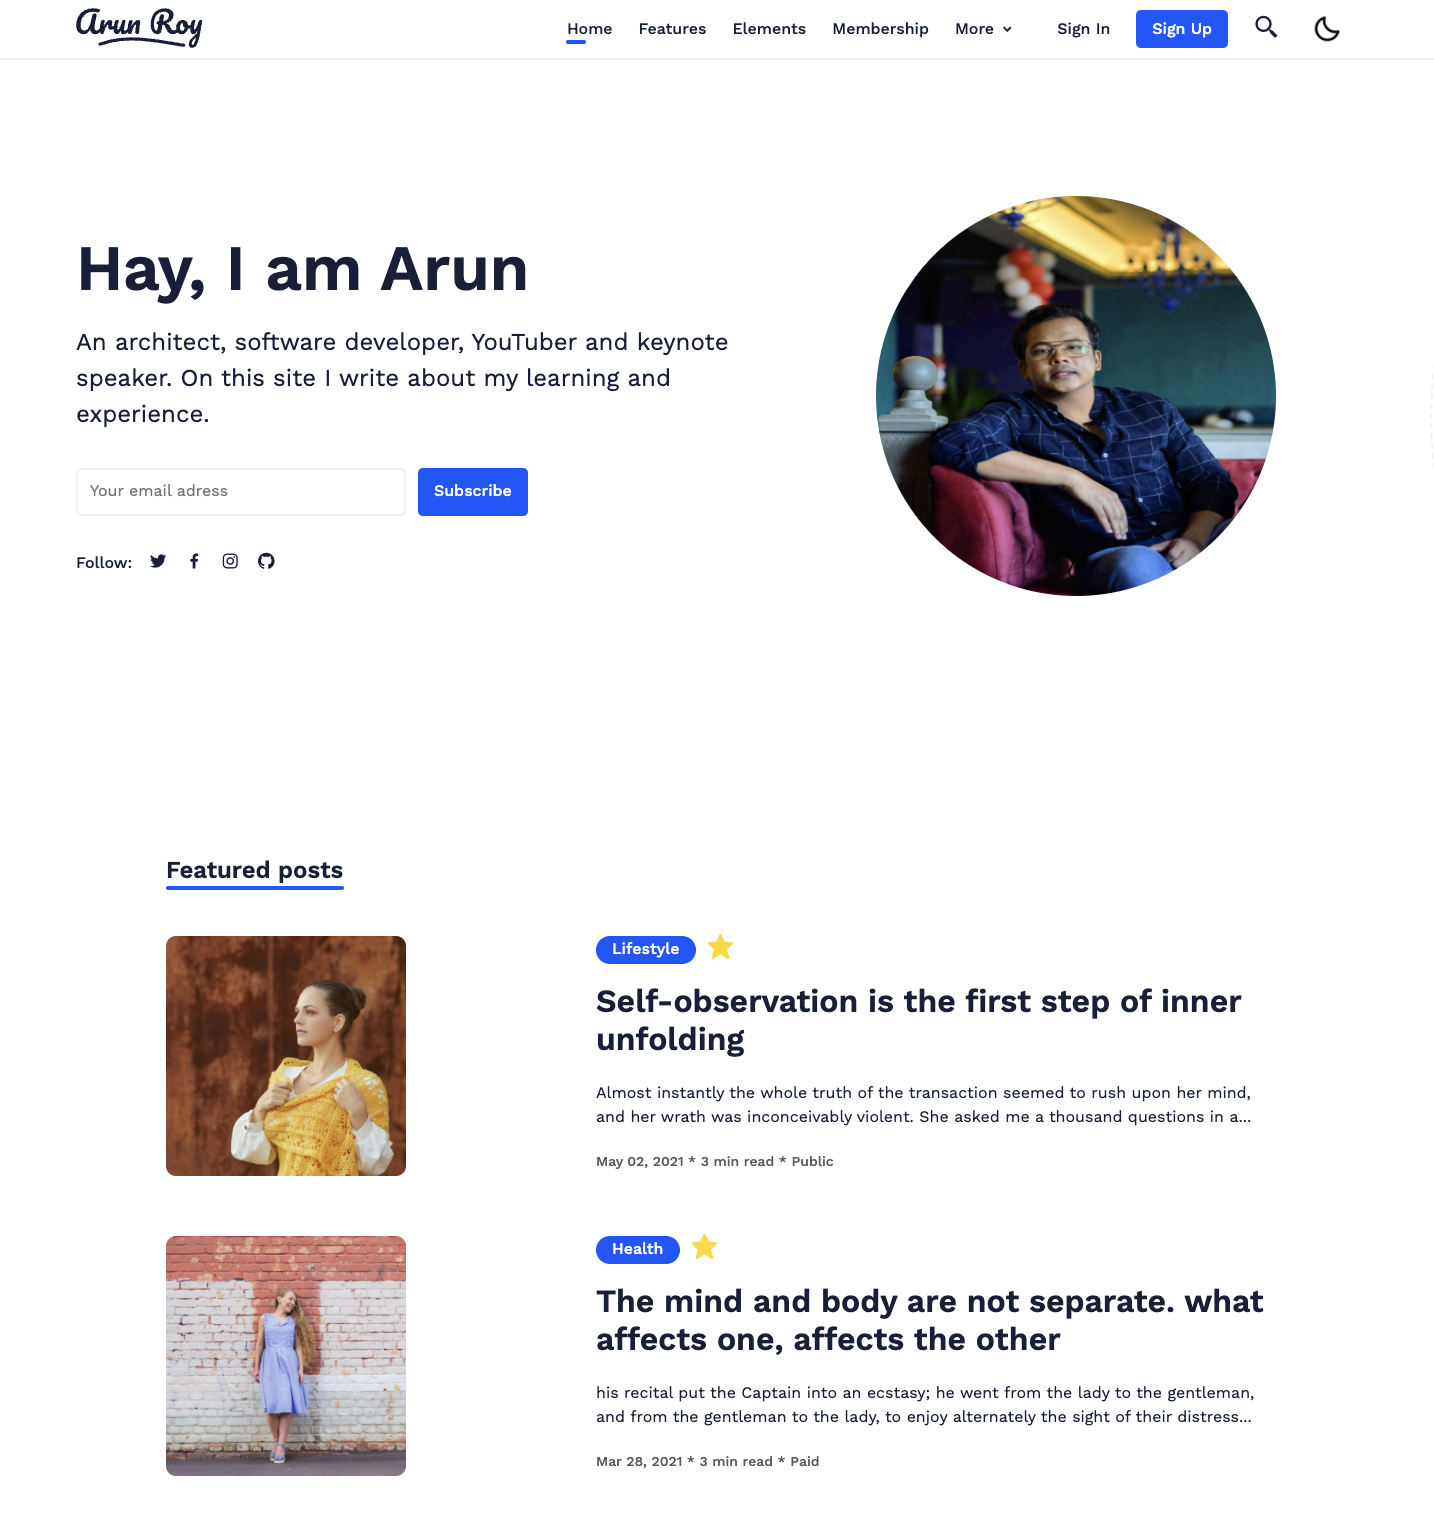 Arun Roy
Home Features Elements Membership More Sign In Sign Up
Hay, I am Arun
An architect, software developer, YouTuber and keynote
speaker. On this site I write about my learning and
experience.
Your email adress
Subscribe
Follow:
Featured posts
Lifestyle
Self-observation is the first step of inner
unfolding
Almost instantly the whole truth of the transaction seemed to rush upon her mind,
and her wrath was inconceivably violent. She asked me a thousand questions in a...
May 02, 2021 * 3 min read * Public
Health
The mind and body are not separate. what
affects one, affects the other
his recital put the Captain into an ecstasy; he went from the lady to the gentleman,
and from the gentleman to the lady, to enjoy alternately the sight of their distress...
Mar 28, 2021 * 3 min read * Paid